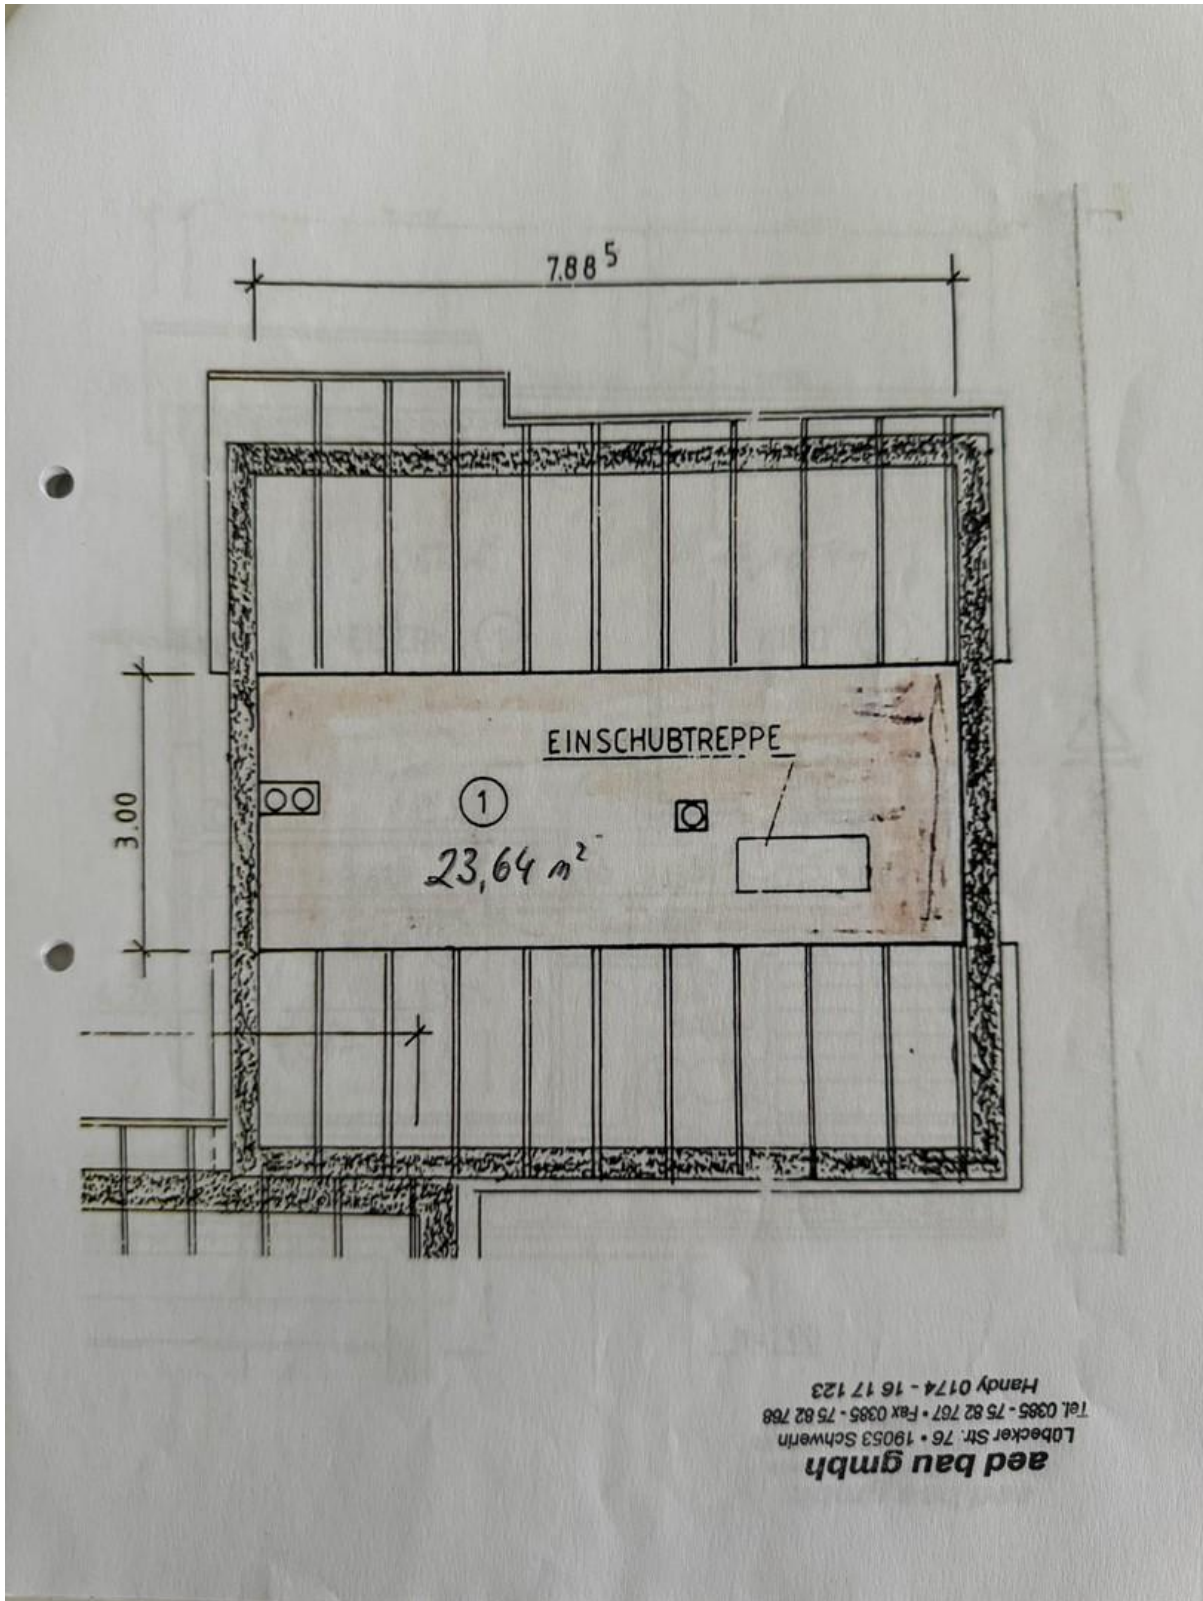 7.88⁵
3.00
EINSCHUBTREPPE
1
23,64 m²
aed bau gmbh
Lübecker Str. 76 • 19053 Schwerin
Tel. 0385 - 75 82 767 • Fax 0385 - 75 82 768
Handy 0174 - 16 17 123